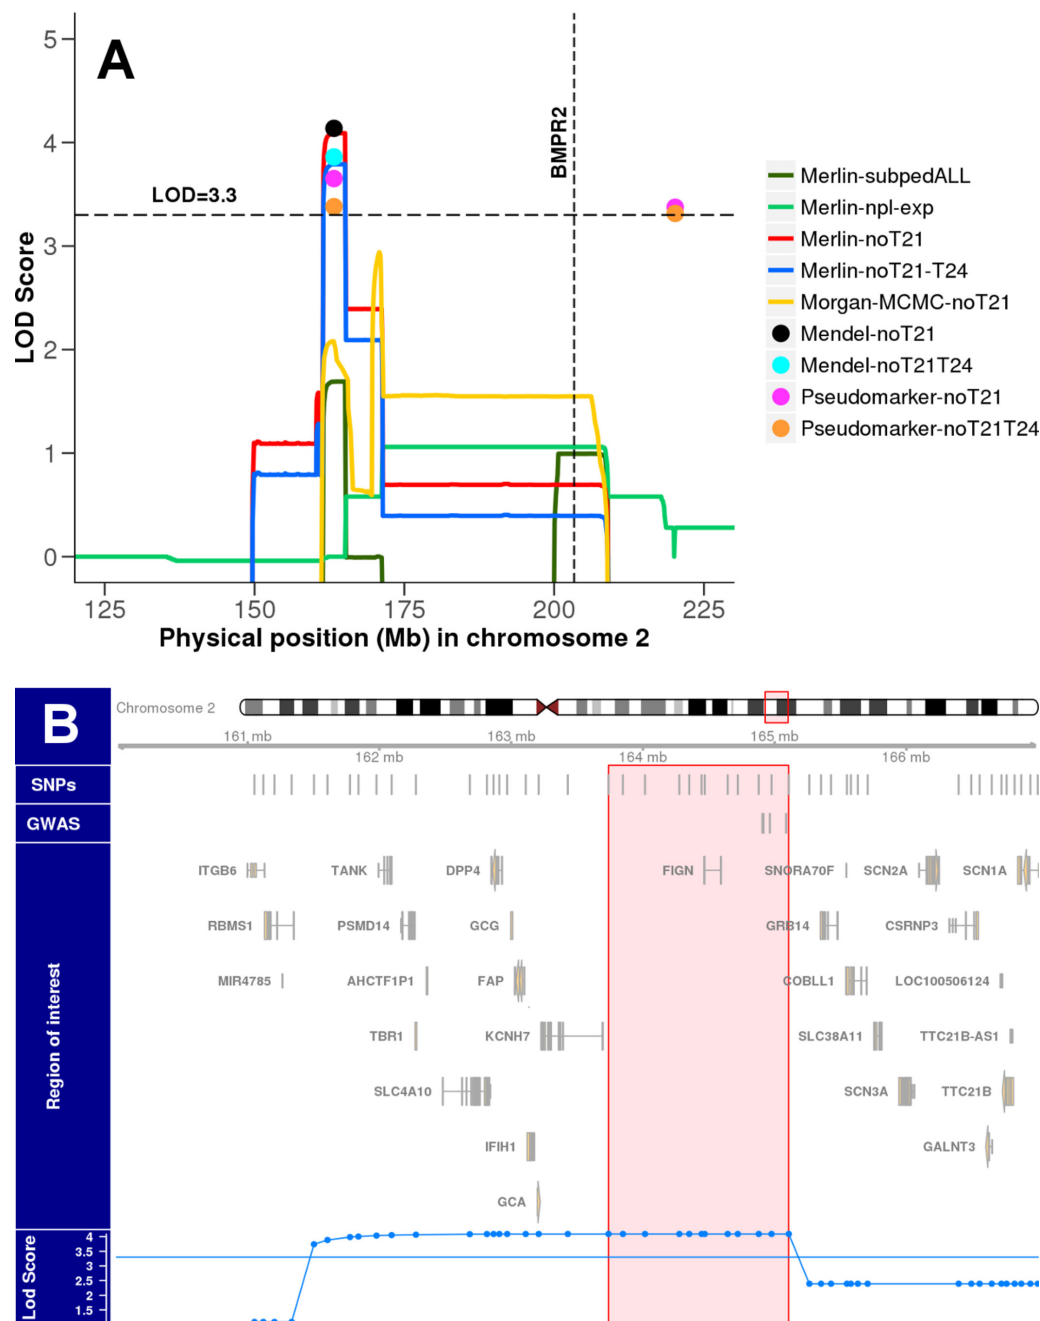 A
5
4
3
2
1
0
LOD Score
LOD=3.3
BMPR2
125 150 175 200 225
Physical position (Mb) in chromosome 2
Merlin-subpedALL
Merlin-npl-exp
Merlin-noT21
Merlin-noT21-T24
Morgan-MCMC-noT21
Mendel-noT21
Mendel-noT21T24
Pseudomarker-noT21
Pseudomarker-noT21T24
B
Chromosome 2
161 mb 163 mb 165 mb
162 mb 164 mb 166 mb
SNPs
GWAS
Region of interest
ITGB6 TANK DPP4 FIGN SNORA70F SCN2A SCN1A
RBMS1 PSMD14 GCG GRB14 CSRNP3
MIR4785 AHCTF1P1 FAP COBLL1 LOC100506124
TBR1 KCNH7 SLC38A11 TTC21B-AS1
SLC4A10 SCN3A TTC21B
IFIH1 GALNT3
GCA
Lod Score
4
3.5
3
2.5
2
1.5